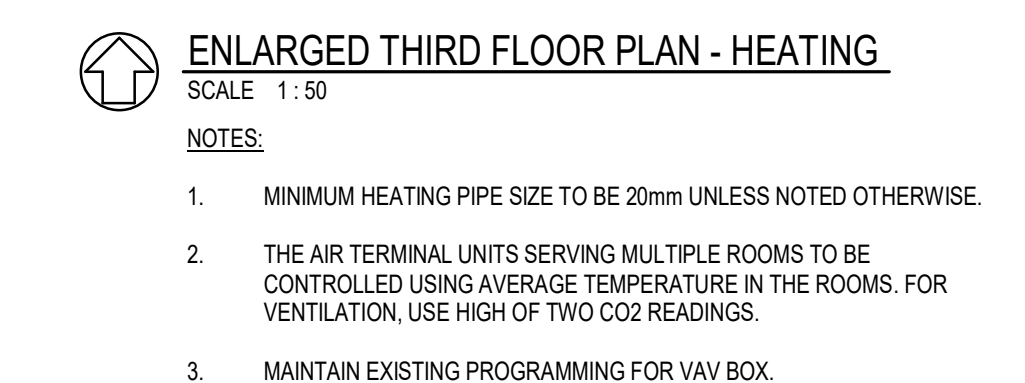 ENLARGED THIRD FLOOR PLAN - HEATING
SCALE 1 : 50
NOTES:
1. MINIMUM HEATING PIPE SIZE TO BE 20mm UNLESS NOTED OTHERWISE.
2. THE AIR TERMINAL UNITS SERVING MULTIPLE ROOMS TO BE
CONTROLLED USING AVERAGE TEMPERATURE IN THE ROOMS. FOR
VENTILATION, USE HIGH OF TWO CO2 READINGS.
3. MAINTAIN EXISTING PROGRAMMING FOR VAV BOX.